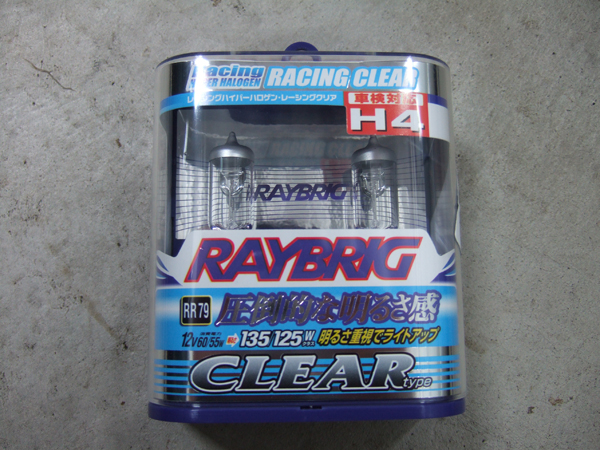 Racing
HYPER HALOGEN
RACING CLEAR
レーシングハイパーハロゲン・レーシングクリア
車検対応
H4
RAYBRIG
RAYBRIG
RR79
圧倒的な明るさ感
12V60/55W
135/125W
明るさ重視でライトアップ
CLEAR
type